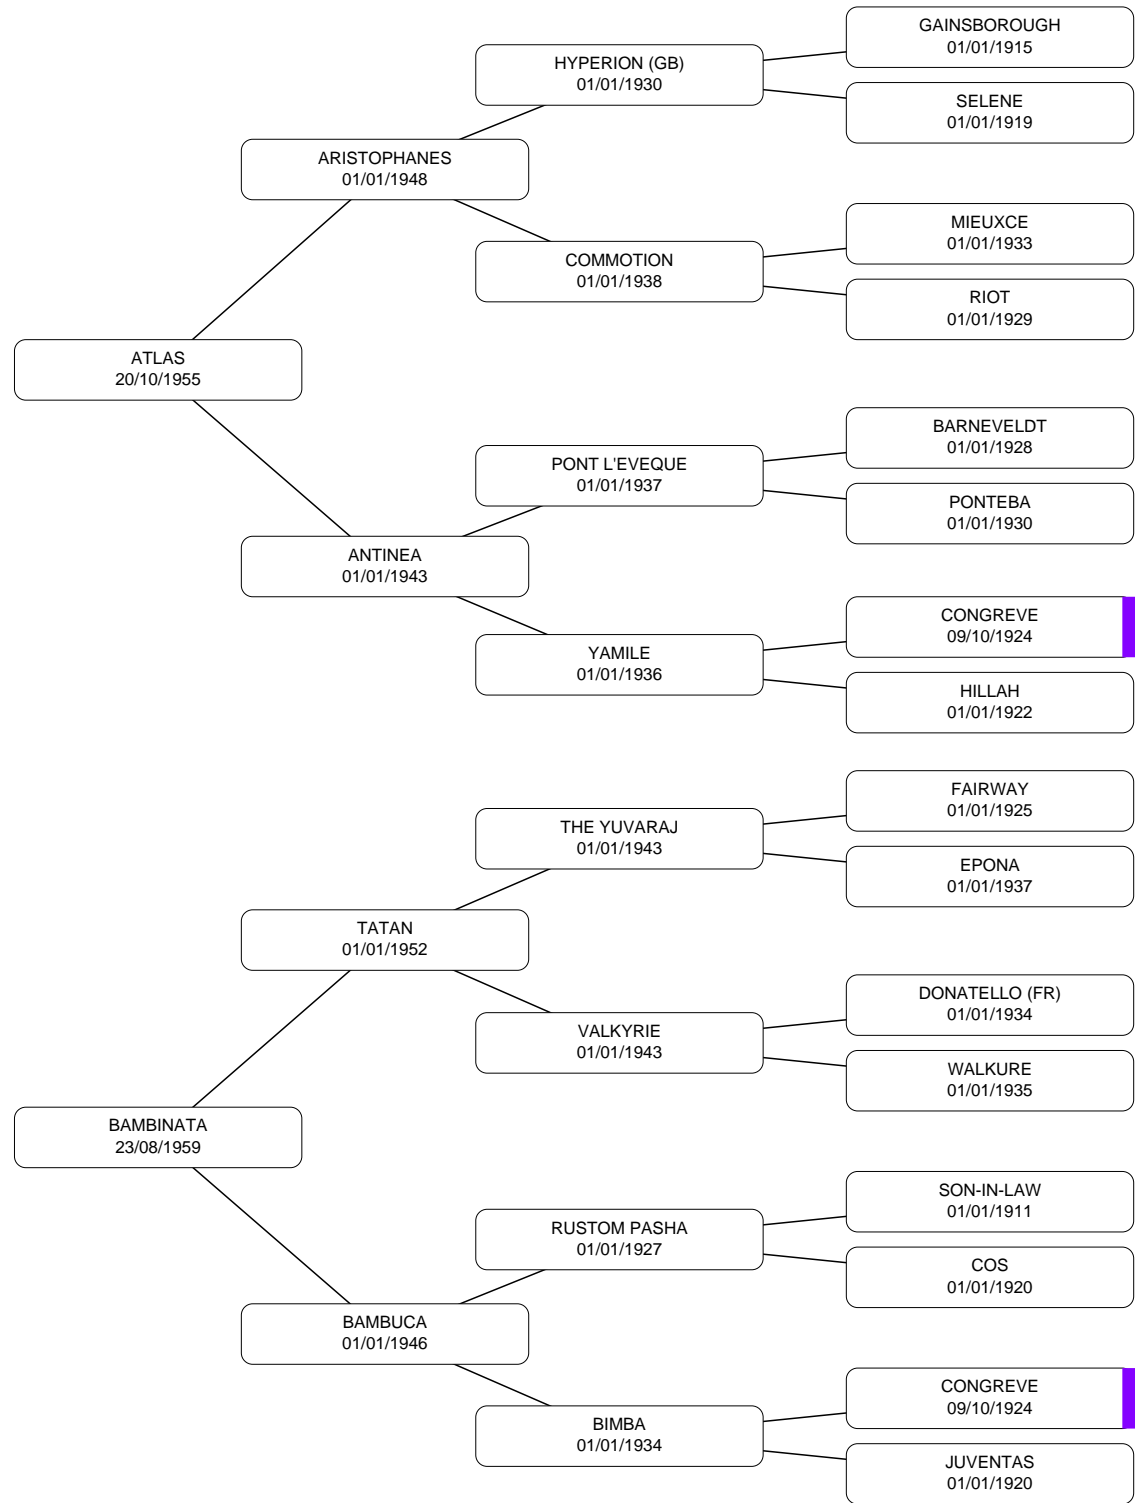 GAINSBOROUGH
01/01/1915
HYPERION (GB)
01/01/1930
SELENE
01/01/1919
ARISTOPHANES
01/01/1948
MIEUXCE
01/01/1933
COMMOTION
01/01/1938
RIOT
01/01/1929
ATLAS
20/10/1955
BARNEVELDT
01/01/1928
PONT L'EVEQUE
01/01/1937
PONTEBA
01/01/1930
ANTINEA
01/01/1943
CONGREVE
09/10/1924
YAMILE
01/01/1936
HILLAH
01/01/1922
FAIRWAY
01/01/1925
THE YUVARAJ
01/01/1943
EPONA
01/01/1937
TATAN
01/01/1952
DONATELLO (FR)
01/01/1934
VALKYRIE
01/01/1943
WALKURE
01/01/1935
BAMBINATA
23/08/1959
SON-IN-LAW
01/01/1911
RUSTOM PASHA
01/01/1927
COS
01/01/1920
BAMBUCA
01/01/1946
CONGREVE
09/10/1924
BIMBA
01/01/1934
JUVENTAS
01/01/1920